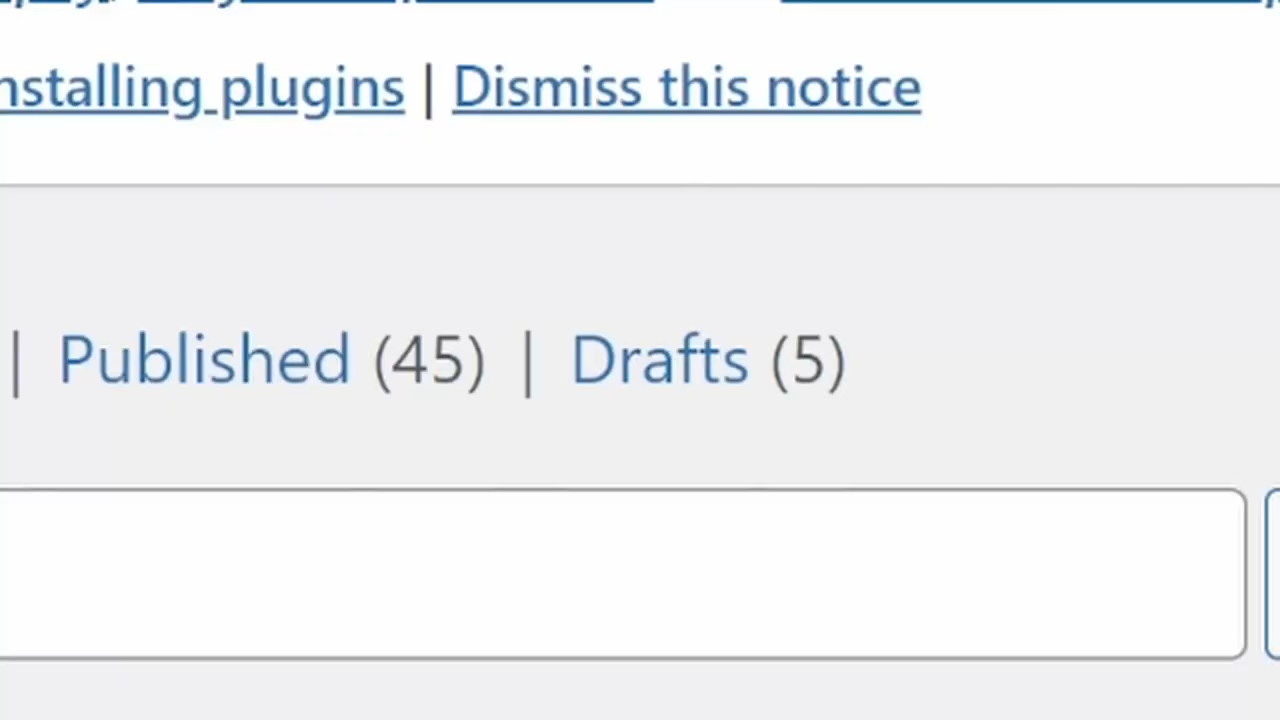 nstalling plugins | Dismiss this notice
| Published (45) | Drafts (5)